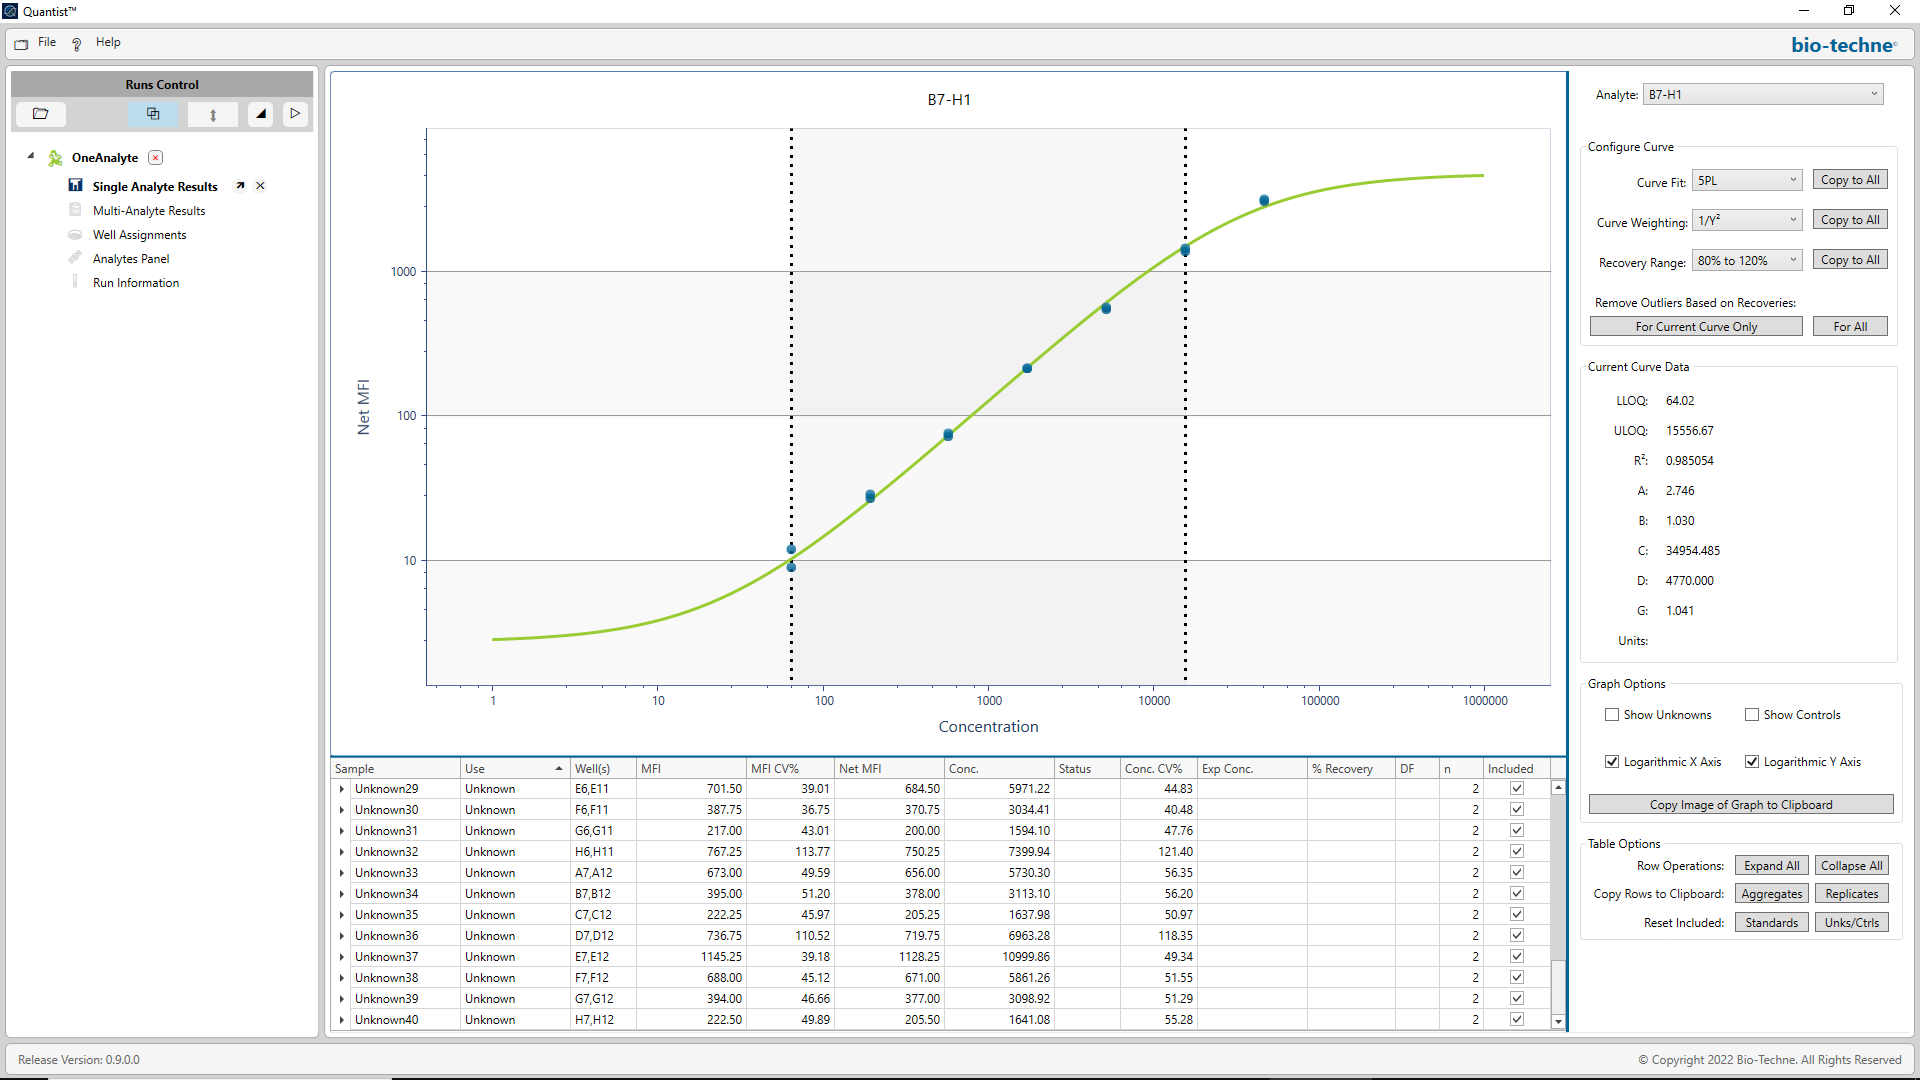 Quantist™
File Help
bio-techne®
Runs Control
OneAnalyte
Single Analyte Results
Multi-Analyte Results
Well Assignments
Analytes Panel
Run Information
B7-H1
Net MFI
1000
100
10
1 10 100 1000 10000 100000 1000000
Concentration
Sample Use Well(s) MFI MFI CV% Net MFI Conc. Status Conc. CV% Exp Conc. % Recovery DF n Included
Unknown29 Unknown E6,E11 701.50 39.01 684.50 5971.22 44.83 2
Unknown30 Unknown F6,F11 387.75 36.75 370.75 3034.41 40.48 2
Unknown31 Unknown G6,G11 217.00 43.01 200.00 1594.10 47.76 2
Unknown32 Unknown H6,H11 767.25 113.77 750.25 7399.94 121.40 2
Unknown33 Unknown A7,A12 673.00 49.59 656.00 5730.30 56.35 2
Unknown34 Unknown B7,B12 395.00 51.20 378.00 3113.10 56.20 2
Unknown35 Unknown C7,C12 222.25 45.97 205.25 1637.98 50.97 2
Unknown36 Unknown D7,D12 736.75 110.52 719.75 6963.28 118.35 2
Unknown37 Unknown E7,E12 1145.25 39.18 1128.25 10999.86 49.34 2
Unknown38 Unknown F7,F12 688.00 45.12 671.00 5861.26 51.55 2
Unknown39 Unknown G7,G12 394.00 46.66 377.00 3098.92 51.29 2
Unknown40 Unknown H7,H12 222.50 49.89 205.50 1641.08 55.28 2
Analyte: B7-H1
Configure Curve
Curve Fit: 5PL Copy to All
Curve Weighting: 1/Y² Copy to All
Recovery Range: 80% to 120% Copy to All
Remove Outliers Based on Recoveries:
For Current Curve Only For All
Current Curve Data
LLOQ: 64.02
ULOQ: 15556.67
R²: 0.985054
A: 2.746
B: 1.030
C: 34954.485
D: 4770.000
G: 1.041
Units:
Graph Options
Show Unknowns Show Controls
Logarithmic X Axis Logarithmic Y Axis
Copy Image of Graph to Clipboard
Table Options
Row Operations: Expand All Collapse All
Copy Rows to Clipboard: Aggregates Replicates
Reset Included: Standards Unks/Ctrls
Release Version: 0.9.0.0
© Copyright 2022 Bio-Techne. All Rights Reserved